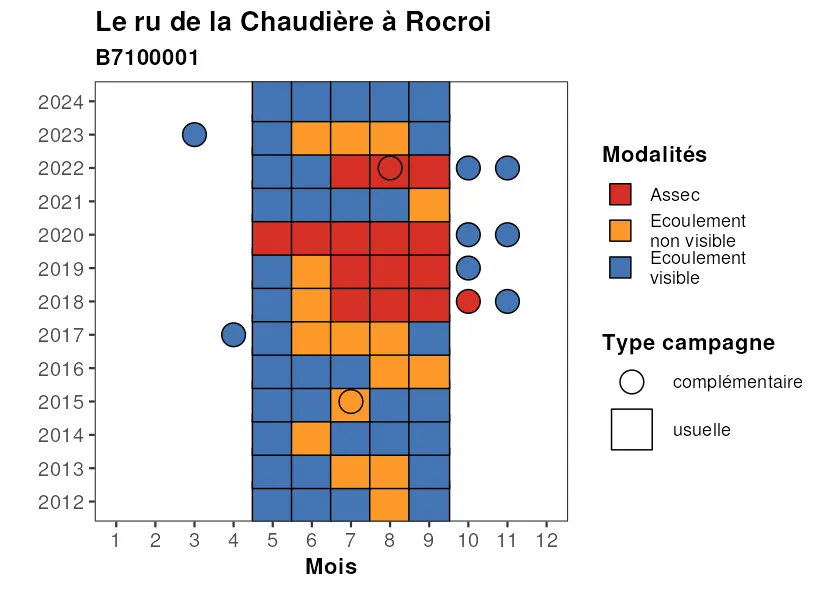 Le ru de la Chaudière à Rocroi
B7100001
2024
2023
2022
2021
2020
2019
2018
2017
2016
2015
2014
2013
2012
1 2 3 4 5 6 7 8 9 10 11 12
Mois
Modalités
Assec
Ecoulement
non visible
Ecoulement
visible
Type campagne
complémentaire
usuelle